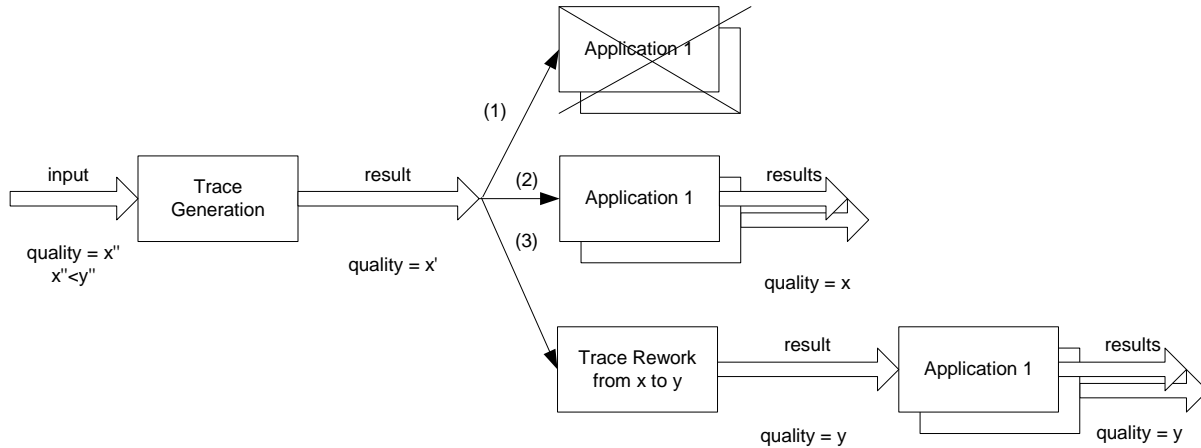 Application 1
(1)
input
Trace
Generation
result
(2)
Application 1
results
(3)
quality = x"
x"<y"
quality = x'
quality = x
Trace Rework
from x to y
result
Application 1
results
quality = y
quality = y